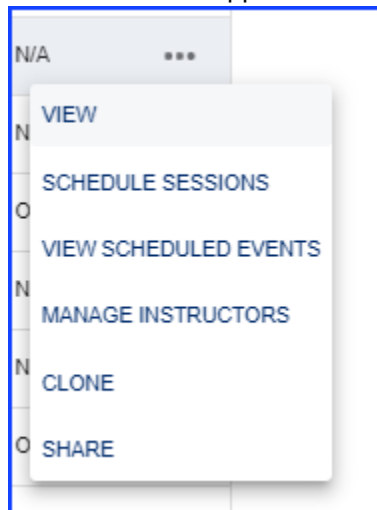 N/A
VIEW
N
SCHEDULE SESSIONS
O
VIEW SCHEDULED EVENTS
N
MANAGE INSTRUCTORS
N
CLONE
O
SHARE